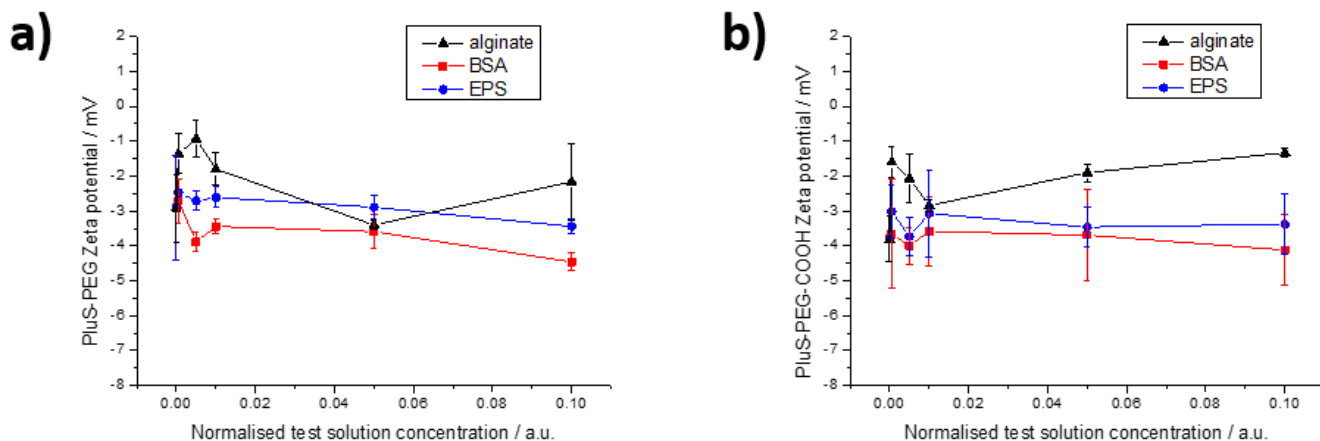 a)
PluS-PEG Zeta potential / mV
2
1
0
-1
-2
-3
-4
-5
-6
-7
-8
alginate
BSA
EPS
0.00 0.02 0.04 0.06 0.08 0.10
Normalised test solution concentration / a.u.
b)
PluS-PEG-COOH Zeta potential / mV
2
1
0
-1
-2
-3
-4
-5
-6
-7
-8
alginate
BSA
EPS
0.00 0.02 0.04 0.06 0.08 0.10
Normalised test solution concentration / a.u.